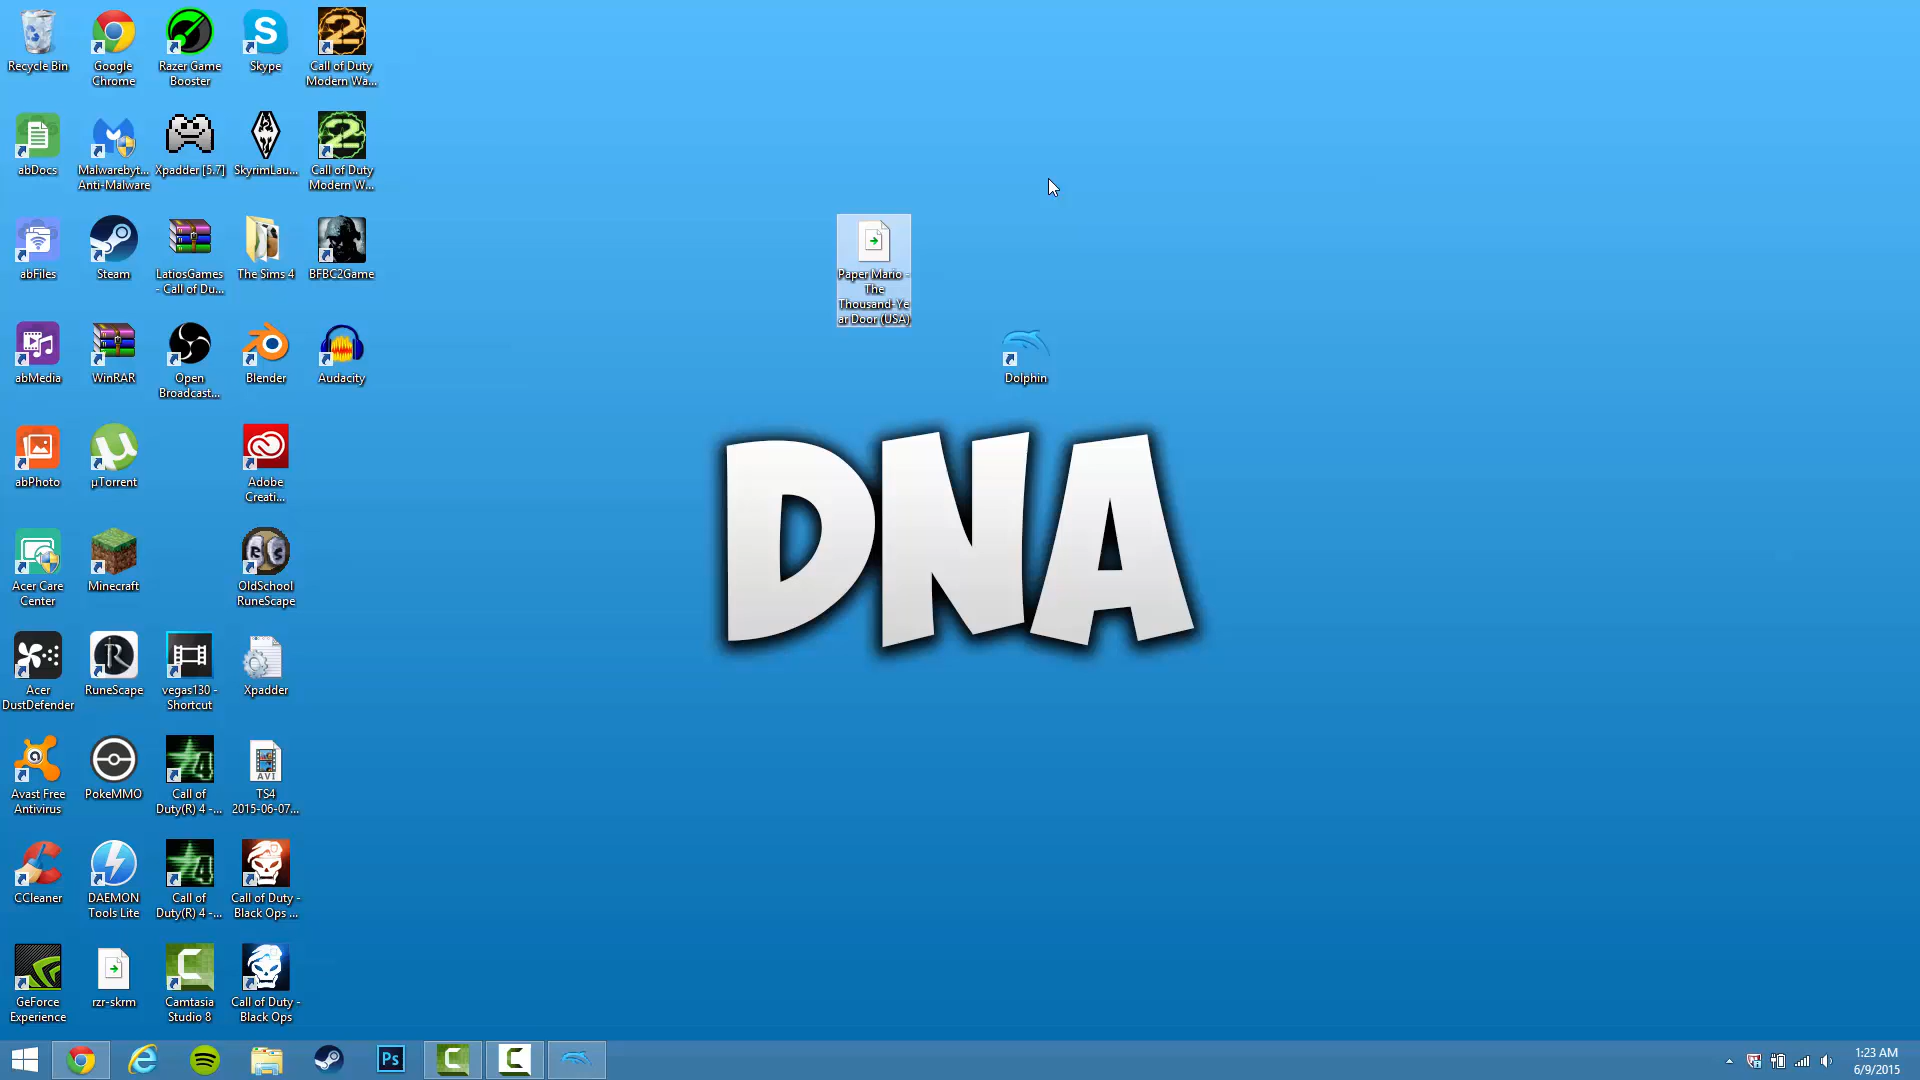 Recycle Bin
Google
Chrome
Razer Game
Booster
Skype
Call of Duty
Modern Wa...
abDocs
Malwarebyt...
Anti-Malware
Xpadder [5.7]
SkyrimLau...
Call of Duty
Modern W...
abFiles
Steam
LatiosGames
- Call of Du...
The Sims 4
BFBC2Game
Paper Mario -
The
Thousand-Ye
ar Door (USA)
abMedia
WinRAR
Open
Broadcast...
Blender
Audacity
Dolphin
abPhoto
µTorrent
Adobe
Creati...
DNA
Acer Care
Center
Minecraft
OldSchool
RuneScape
Acer
DustDefender
RuneScape
vegas130 -
Shortcut
Xpadder
Avast Free
Antivirus
PokeMMO
Call of
Duty(R) 4 -...
AVI
TS4
2015-06-07...
CCleaner
DAEMON
Tools Lite
Call of
Duty(R) 4 -...
Call of Duty -
Black Ops ...
GeForce
Experience
rzr-skrm
Camtasia
Studio 8
Call of Duty -
Black Ops
Ps
1:23 AM
6/9/2015